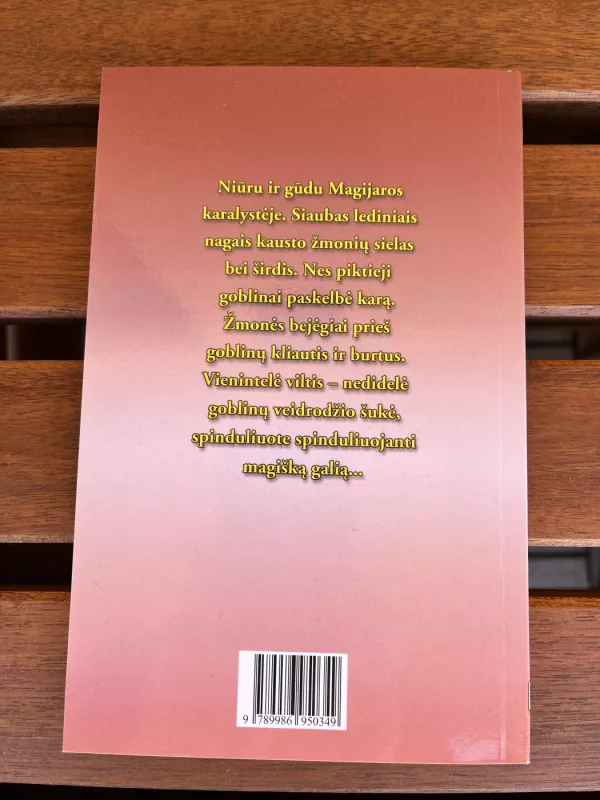 Niūru ir gūdu Magijaros
karalystėje. Siaubas lediniais
nagais kausto žmonių sielas
bei širdis. Nes piktieji
goblinai paskelbė karą.
Žmonės bejėgiai prieš
goblinų kliautis ir burtus.
Vienintelė viltis – nedidelė
goblinų veidrodžio šukė,
spinduliuote spinduliuojanti
magišką galią...
9 789986 950349